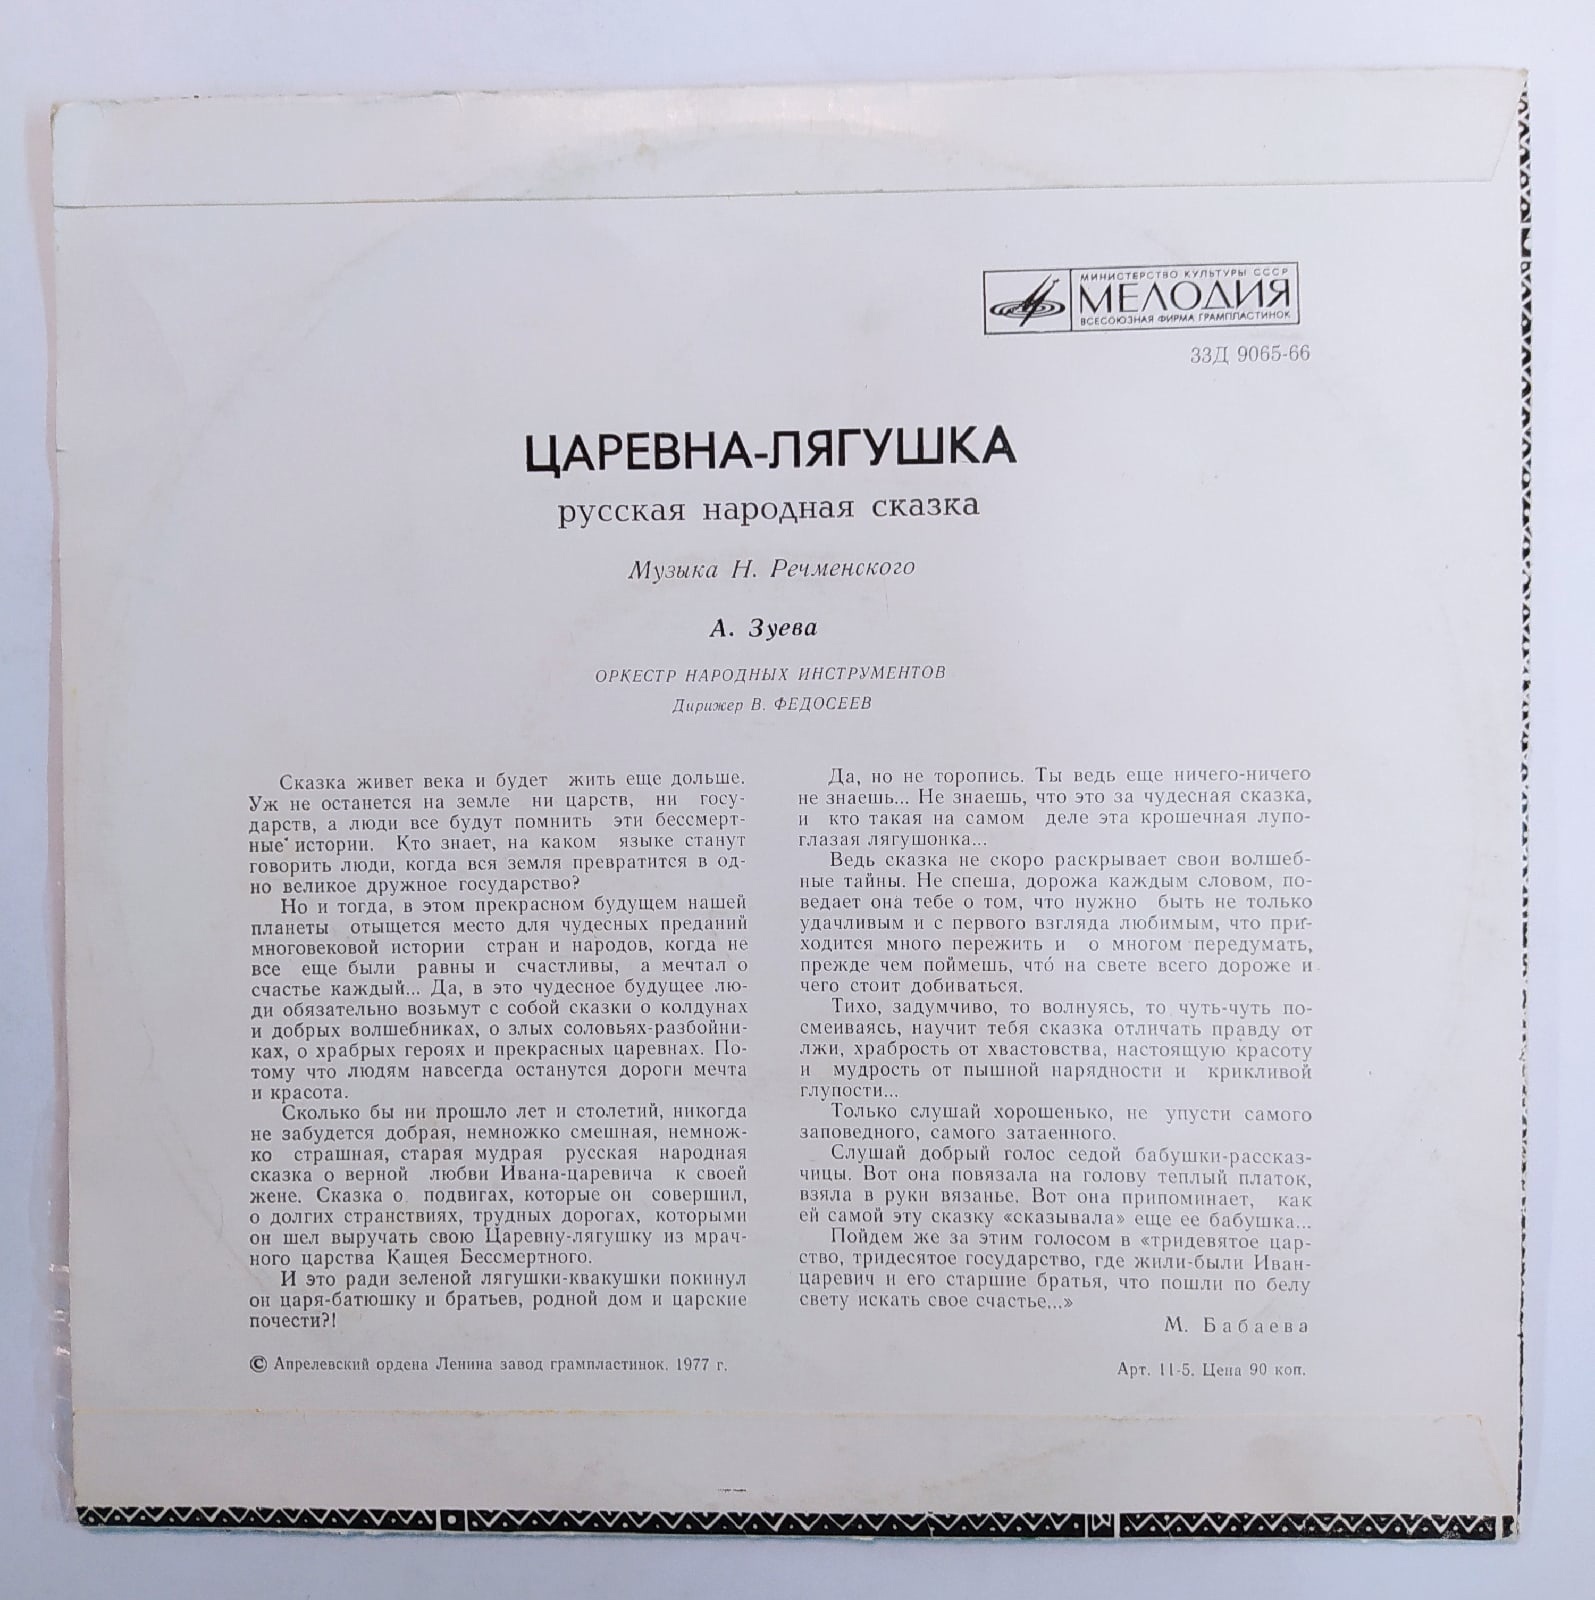 МИНИСТЕРСТВО КУЛЬТУРЫ СССР
МЕЛОДИЯ
ВСЕСОЮЗНАЯ ФИРМА ГРАМПЛАСТИНОК
33Д 9065-66
ЦАРЕВНА-ЛЯГУШКА
русская народная сказка
Музыка Н. Речменского
А. Зуева
ОРКЕСТР НАРОДНЫХ ИНСТРУМЕНТОВ
Дирижер В. ФЕДОСЕЕВ
Сказка живет века и будет жить еще дольше.
Уж не останется на земле ни царств, ни госу-
дарств, а люди все будут помнить эти бессмерт-
ные истории. Кто знает, на каком языке станут
говорить люди, когда вся земля превратится в од-
но великое дружное государство?
Но и тогда, в этом прекрасном будущем нашей
планеты отыщется место для чудесных преданий
многовековой истории стран и народов, когда не
все еще были равны и счастливы, а мечтал о
счастье каждый... Да, в это чудесное будущее лю-
ди обязательно возьмут с собой сказки о колдунах
и добрых волшебниках, о злых соловьях-разбойни-
ках, о храбрых героях и прекрасных царевнах. По-
тому что людям навсегда останутся дороги мечта
и красота.
Сколько бы ни прошло лет и столетий, никогда
не забудется добрая, немножко смешная, немнож-
ко страшная, старая мудрая русская народная
сказка о верной любви Ивана-царевича к своей
жене. Сказка о подвигах, которые он совершил,
о долгих странствиях, трудных дорогах, которыми
он шел выручать свою Царевну-лягушку из мрач-
ного царства Кащея Бессмертного.
И это ради зеленой лягушки-квакушки покинул
он царя-батюшку и братьев, родной дом и царские
почести?!
Да, но не торопись. Ты ведь еще ничего-ничего
не знаешь... Не знаешь, что это за чудесная сказка,
и кто такая на самом деле эта крошечная лупо-
глазая лягушонка...
Ведь сказка не скоро раскрывает свои волшеб-
ные тайны. Не спеша, дорожа каждым словом, по-
ведает она тебе о том, что нужно быть не только
удачливым и с первого взгляда любимым, что при-
ходится много пережить и о многом передумать,
прежде чем поймешь, что́ на свете всего дороже и
чего стоит добиваться.
Тихо, задумчиво, то волнуясь, то чуть-чуть по-
смеиваясь, научит тебя сказка отличать правду от
лжи, храбрость от хвастовства, настоящую красоту
и мудрость от пышной нарядности и крикливой
глупости...
Только слушай хорошенько, не упусти самого
заповедного, самого затаенного.
Слушай добрый голос седой бабушки-рассказ-
чицы. Вот она повязала на голову теплый платок,
взяла в руки вязанье. Вот она припоминает, как
ей самой эту сказку «сказывала» еще ее бабушка...
Пойдем же за этим голосом в «тридевятое цар-
ство, тридесятое государство, где жили-были Иван-
царевич и его старшие братья, что пошли по белу
свету искать свое счастье...»
М. Бабаева
© Апрелевский ордена Ленина завод грампластинок. 1977 г.
Арт. 11-5. Цена 90 коп.